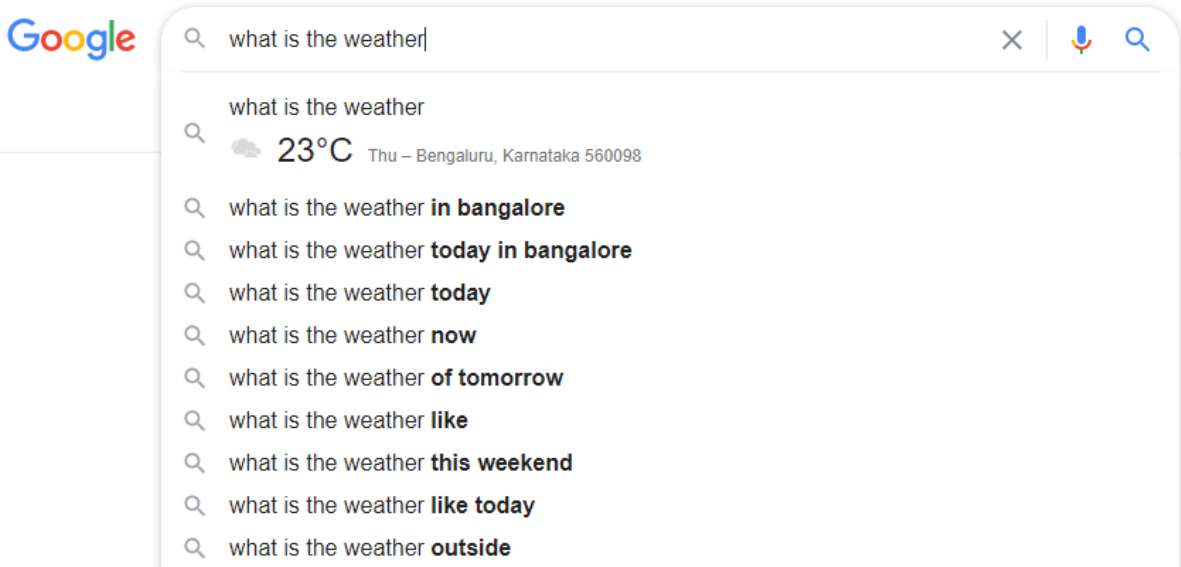 Google
what is the weather
what is the weather
23°C Thu – Bengaluru, Karnataka 560098
what is the weather in bangalore
what is the weather today in bangalore
what is the weather today
what is the weather now
what is the weather of tomorrow
what is the weather like
what is the weather this weekend
what is the weather like today
what is the weather outside